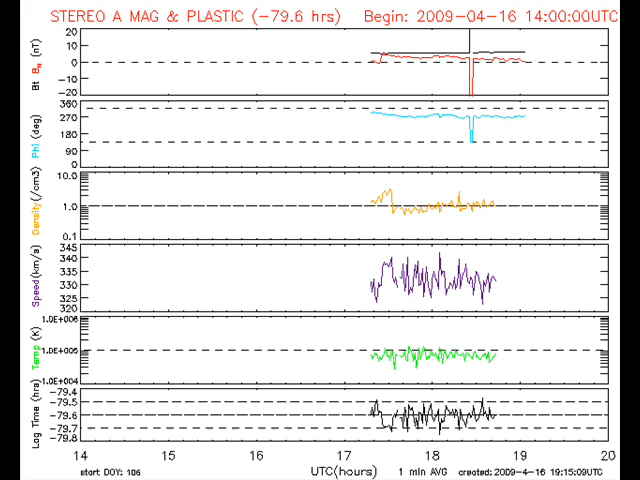 STEREO A MAG & PLASTIC (-79.6 hrs) Begin: 2009-04-16 14:00:00UTC
Bt BN (nT)
20
10
0
-10
-20
Phi (deg)
360
270
180
90
0
Density(/cm3)
10.0
1.0
0.1
Speed(km/s)
345
340
335
330
325
320
Temp (K)
1.0E+006
1.0E+005
1.0E+004
Log Time (hrs)
-79.4
-79.5
-79.6
-79.7
-79.8
14 15 16 17 18 19 20
start DOY: 106 UTC(hours) 1 min AVG created: 2009-4-16 19:15:09UTC